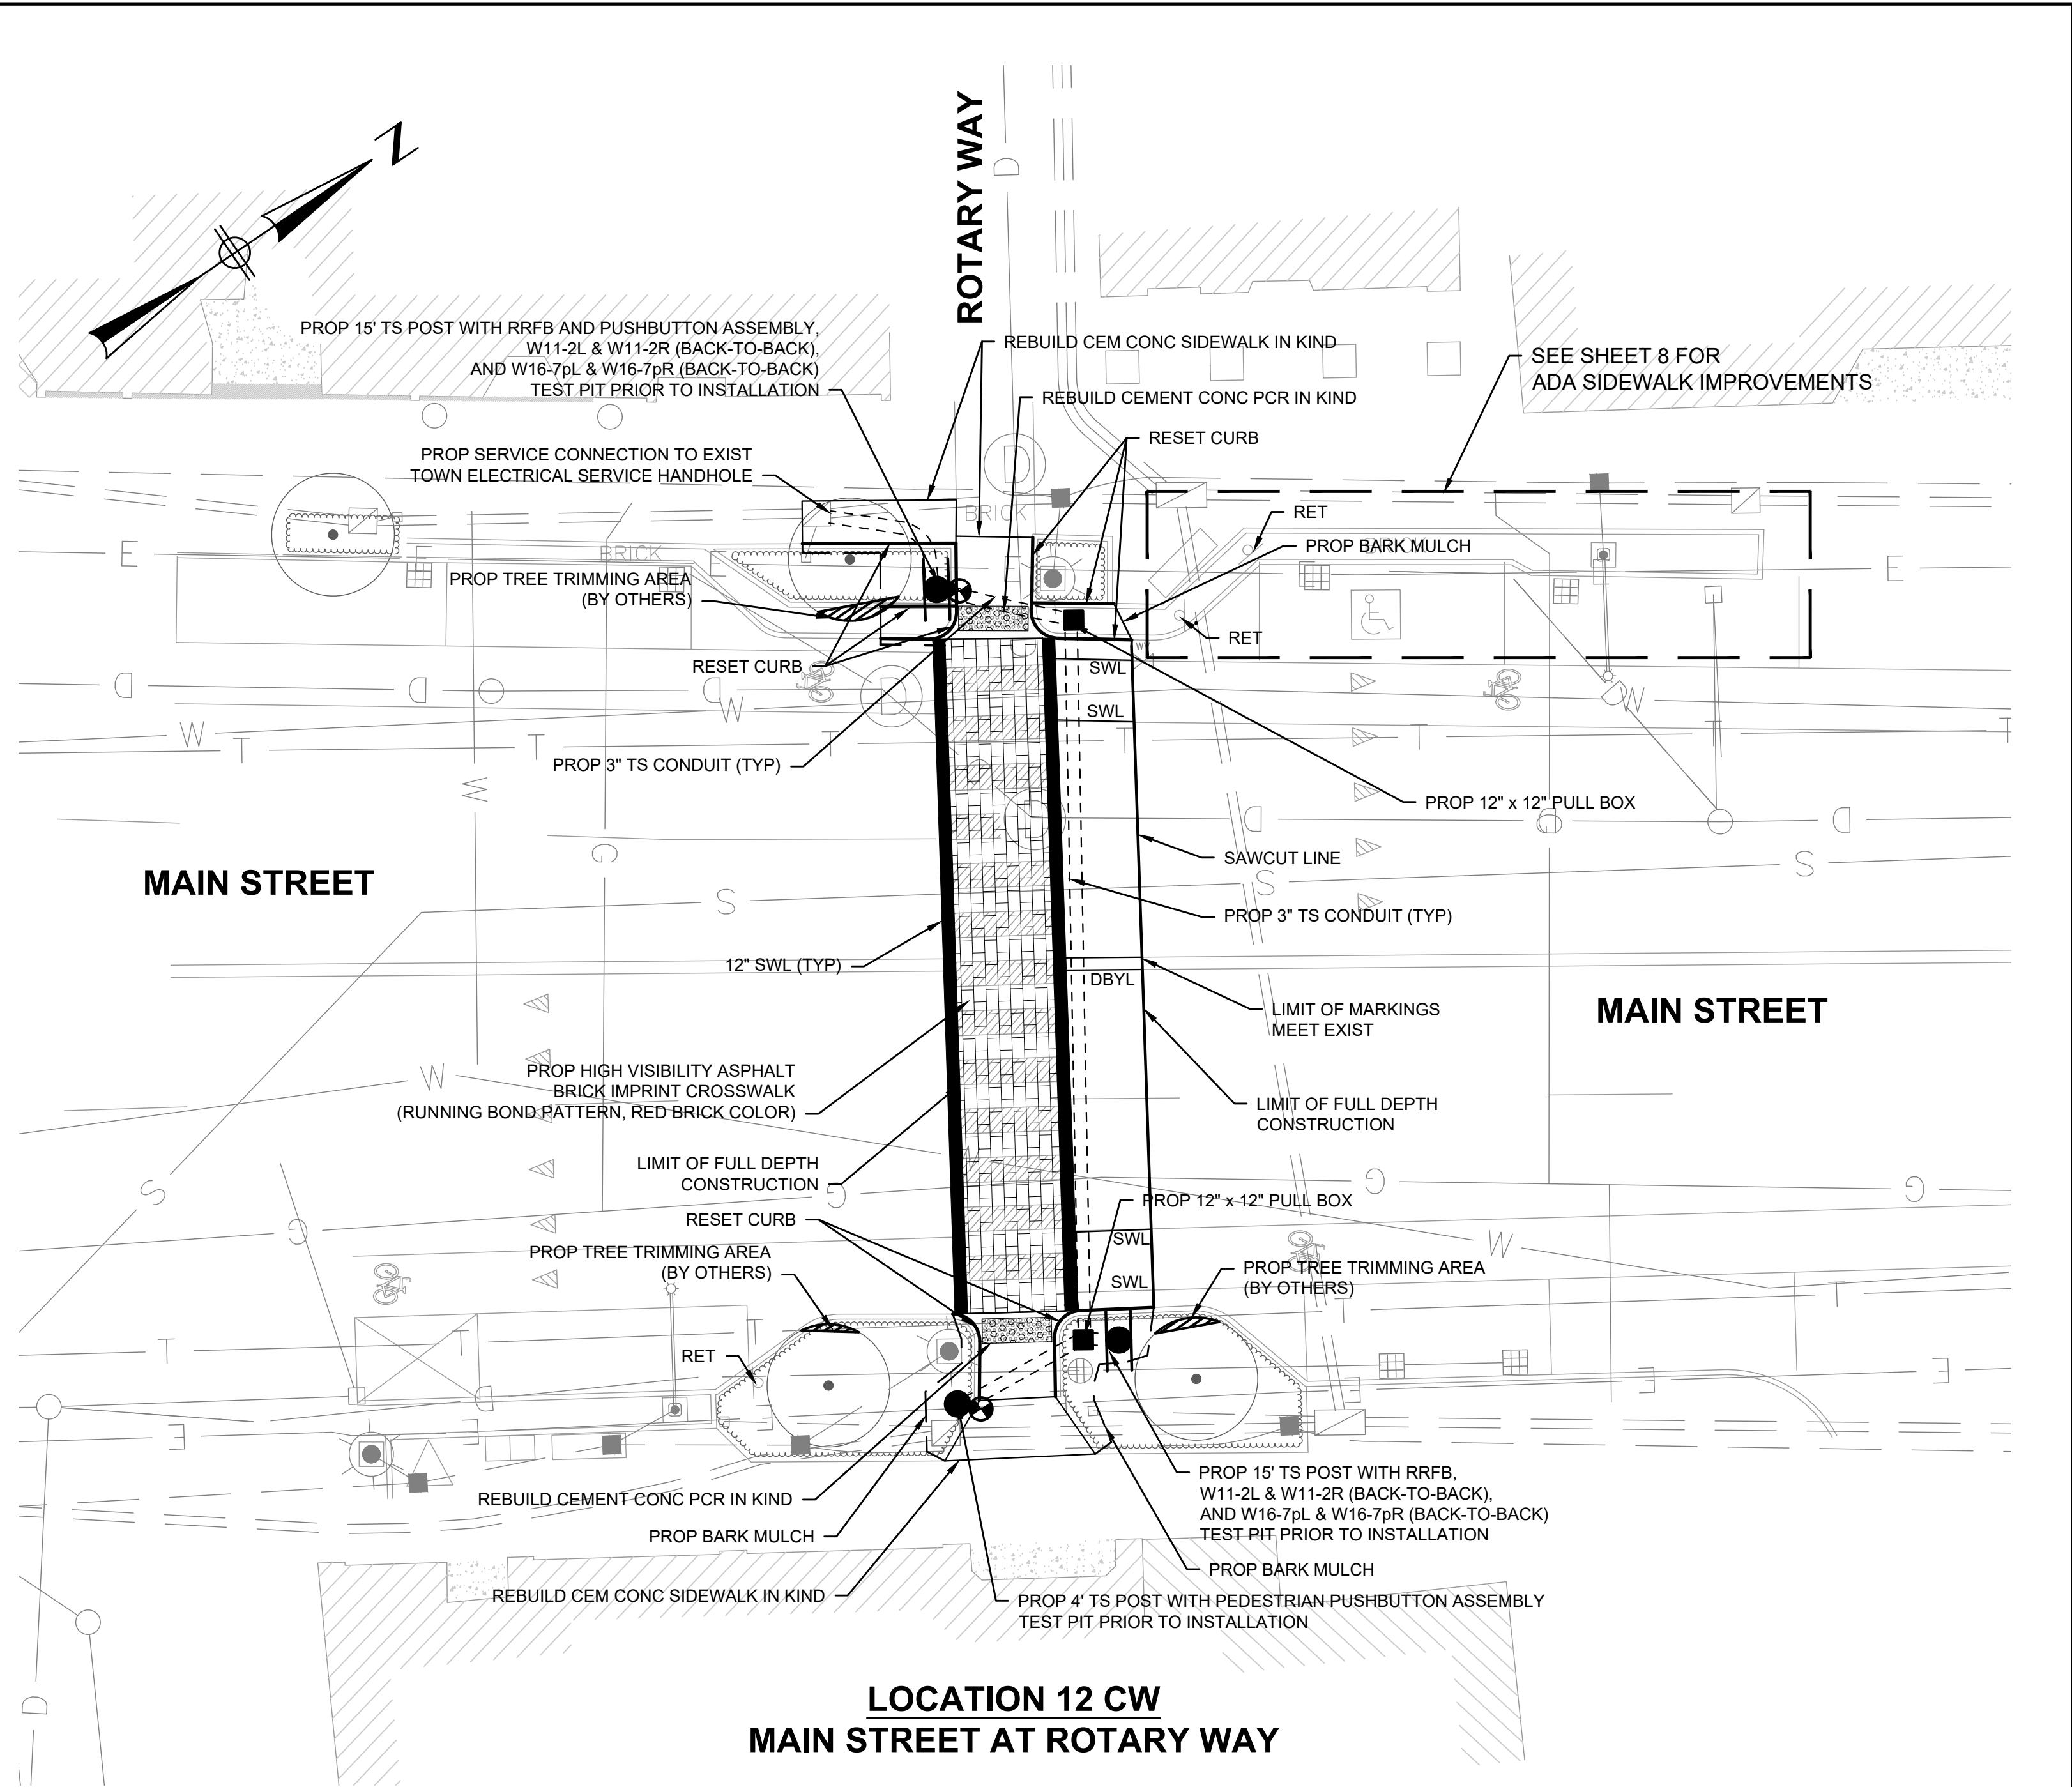 N
ROTARY WAY
D
PROP 15' TS POST WITH RRFB AND PUSHBUTTON ASSEMBLY,
W11-2L & W11-2R (BACK-TO-BACK),
AND W16-7pL & W16-7pR (BACK-TO-BACK)
TEST PIT PRIOR TO INSTALLATION
REBUILD CEM CONC SIDEWALK IN KIND
SEE SHEET 8 FOR
ADA SIDEWALK IMPROVEMENTS
REBUILD CEMENT CONC PCR IN KIND
RESET CURB
PROP SERVICE CONNECTION TO EXIST
TOWN ELECTRICAL SERVICE HANDHOLE
D
BRICK
RET
PROP BARK MULCH
E
BRICK
E
E
PROP TREE TRIMMING AREA
(BY OTHERS)
RET
RESET CURB
SWL
D
D
D
D
W
SWL
W
W
T
T
T
T
T
T
T
PROP 3" TS CONDUIT (TYP)
W
PROP 12" x 12" PULL BOX
D
D
D
G
SAWCUT LINE
S
MAIN STREET
S
S
PROP 3" TS CONDUIT (TYP)
12" SWL (TYP)
DBYL
LIMIT OF MARKINGS
MEET EXIST
MAIN STREET
PROP HIGH VISIBILITY ASPHALT
BRICK IMPRINT CROSSWALK
(RUNNING BOND PATTERN, RED BRICK COLOR)
W
LIMIT OF FULL DEPTH
CONSTRUCTION
LIMIT OF FULL DEPTH
CONSTRUCTION
S
G
G
G
PROP 12" x 12" PULL BOX
RESET CURB
G
SWL
W
PROP TREE TRIMMING AREA
(BY OTHERS)
SWL
PROP TREE TRIMMING AREA
(BY OTHERS)
T
T
T
T
T
RET
D
E
E
E
E
E
E
PROP 15' TS POST WITH RRFB,
W11-2L & W11-2R (BACK-TO-BACK),
AND W16-7pL & W16-7pR (BACK-TO-BACK)
TEST PIT PRIOR TO INSTALLATION
REBUILD CEMENT CONC PCR IN KIND
PROP BARK MULCH
PROP BARK MULCH
REBUILD CEM CONC SIDEWALK IN KIND
PROP 4' TS POST WITH PEDESTRIAN PUSHBUTTON ASSEMBLY
TEST PIT PRIOR TO INSTALLATION
D
LOCATION 12 CW
MAIN STREET AT ROTARY WAY